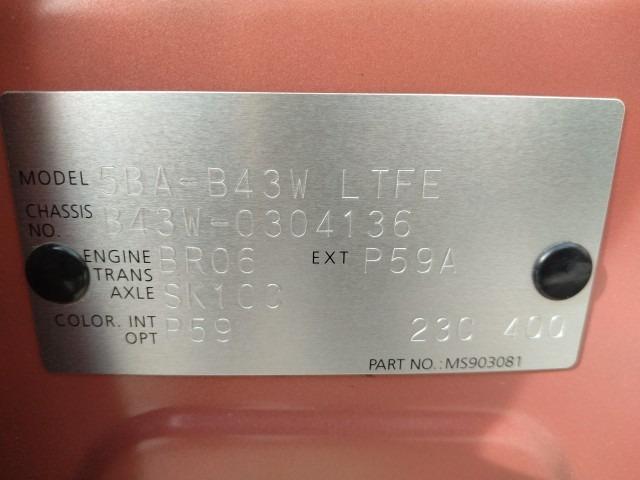 MODEL 5BA-B43W LTFE
CHASSIS NO. B43W-0304136
ENGINE BR06 EXT P59A
TRANS AXLE SK100
COLOR. INT P59 230 400
OPT
PART NO.: MS903081